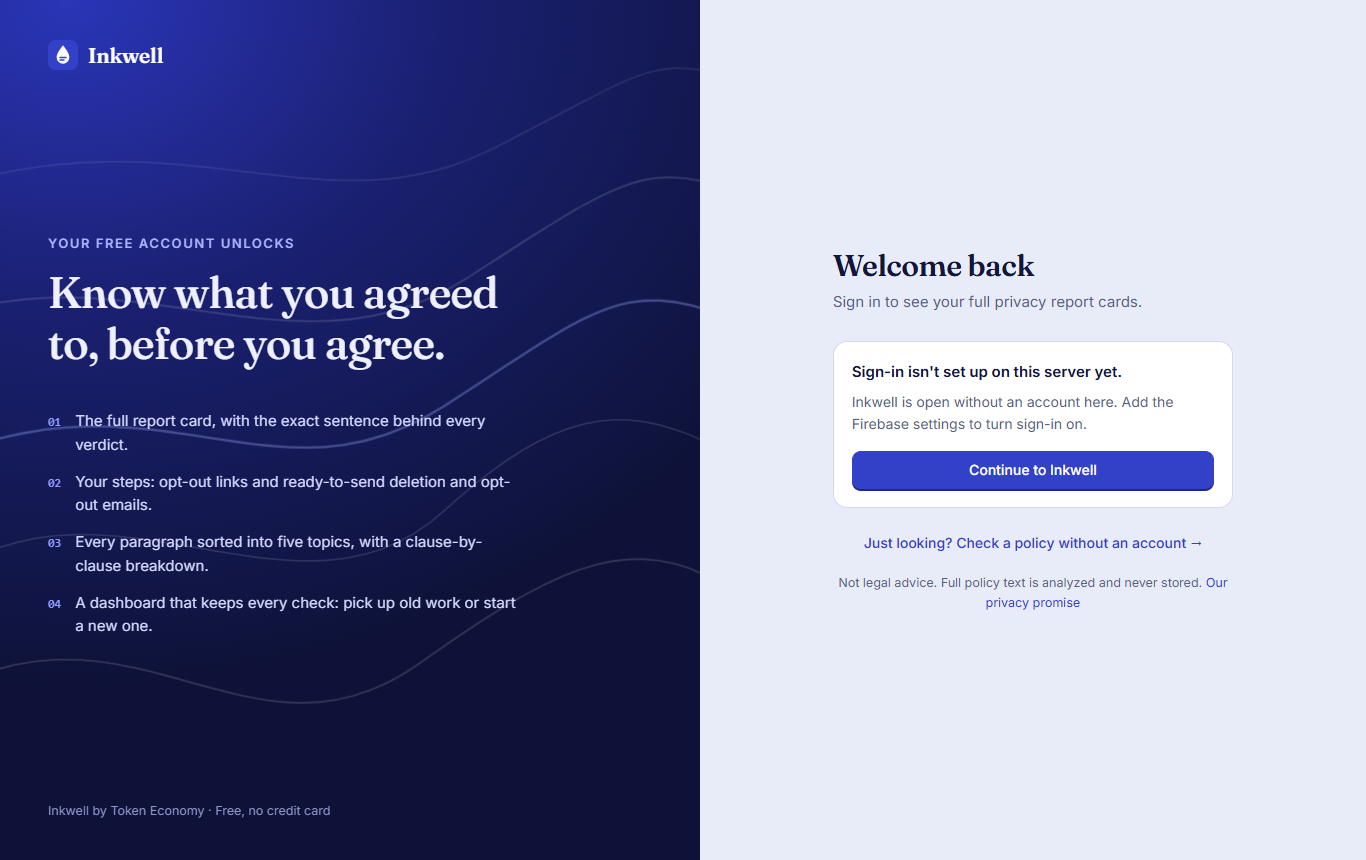 Inkwell
YOUR FREE ACCOUNT UNLOCKS
Know what you agreed
to, before you agree.
01 The full report card, with the exact sentence behind every
verdict.
02 Your steps: opt-out links and ready-to-send deletion and opt-
out emails.
03 Every paragraph sorted into five topics, with a clause-by-
clause breakdown.
04 A dashboard that keeps every check: pick up old work or start
a new one.
Inkwell by Token Economy · Free, no credit card
Welcome back
Sign in to see your full privacy report cards.
Sign-in isn't set up on this server yet.
Inkwell is open without an account here. Add the
Firebase settings to turn sign-in on.
Continue to Inkwell
Just looking? Check a policy without an account →
Not legal advice. Full policy text is analyzed and never stored. Our
privacy promise